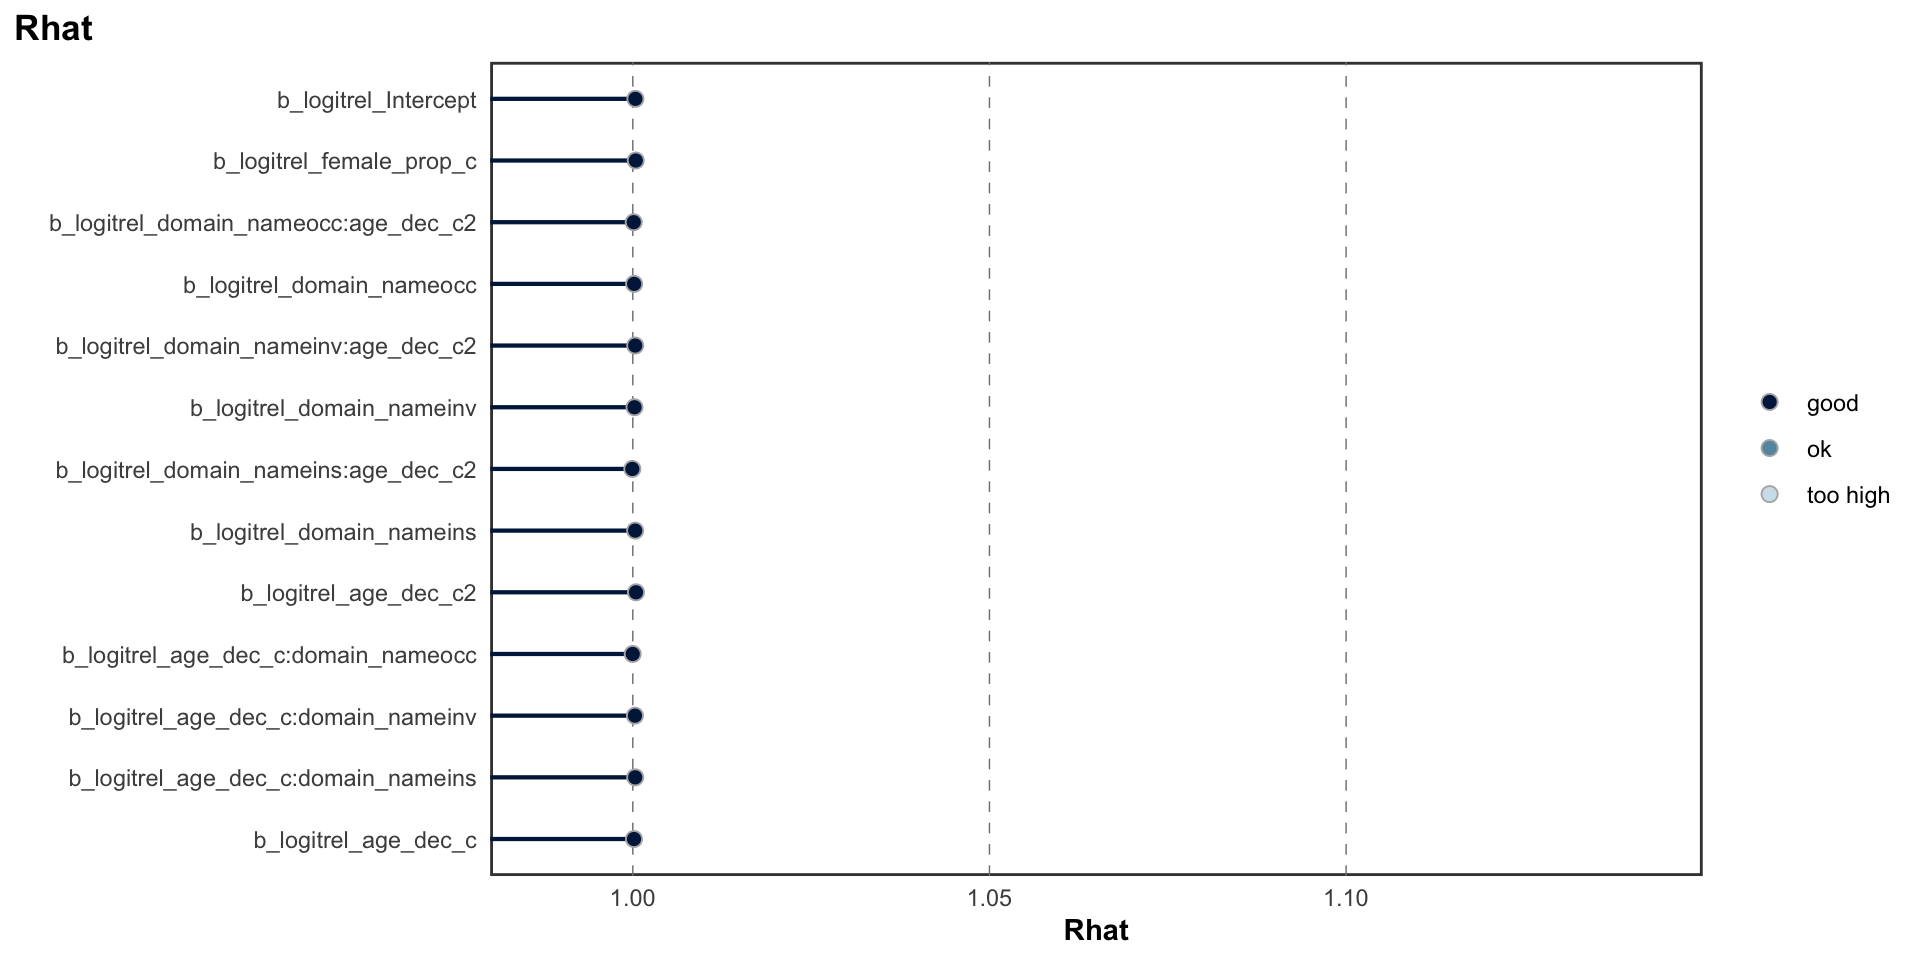 Rhat
b_logitrel_Intercept
b_logitrel_female_prop_c
b_logitrel_domain_nameocc:age_dec_c2
b_logitrel_domain_nameocc
b_logitrel_domain_nameinv:age_dec_c2
b_logitrel_domain_nameinv
b_logitrel_domain_nameins:age_dec_c2
b_logitrel_domain_nameins
b_logitrel_age_dec_c2
b_logitrel_age_dec_c:domain_nameocc
b_logitrel_age_dec_c:domain_nameinv
b_logitrel_age_dec_c:domain_nameins
b_logitrel_age_dec_c
1.00 1.05 1.10
Rhat
good
ok
too high